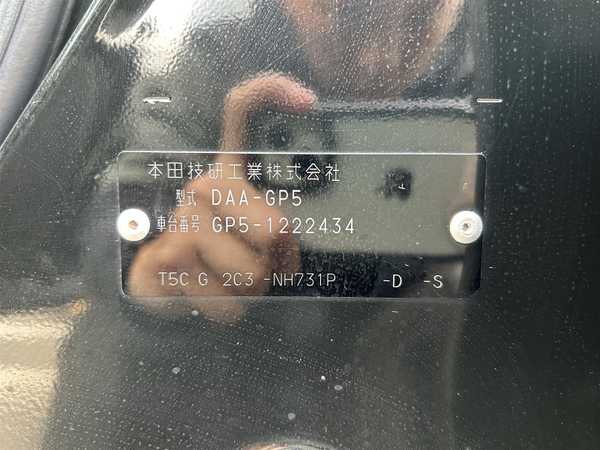 本田技研工業株式会社
型式 DAA-GP5
車台番号 GP5-1222434
T5C G 2C3 -NH731P -D -S